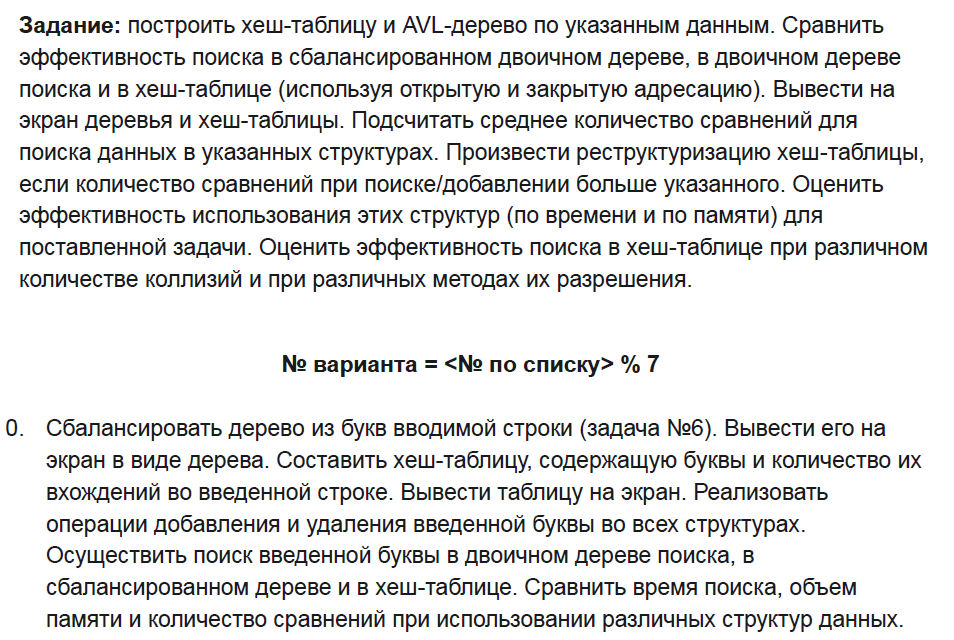 Задание: построить хеш-таблицу и AVL-дерево по указанным данным. Сравнить
эффективность поиска в сбалансированном двоичном дереве, в двоичном дереве
поиска и в хеш-таблице (используя открытую и закрытую адресацию). Вывести на
экран деревья и хеш-таблицы. Подсчитать среднее количество сравнений для
поиска данных в указанных структурах. Произвести реструктуризацию хеш-таблицы,
если количество сравнений при поиске/добавлении больше указанного. Оценить
эффективность использования этих структур (по времени и по памяти) для
поставленной задачи. Оценить эффективность поиска в хеш-таблице при различном
количестве коллизий и при различных методах их разрешения.
№ варианта = <№ по списку> % 7
0. Сбалансировать дерево из букв вводимой строки (задача №6). Вывести его на
экран в виде дерева. Составить хеш-таблицу, содержащую буквы и количество их
вхождений во введенной строке. Вывести таблицу на экран. Реализовать
операции добавления и удаления введенной буквы во всех структурах.
Осуществить поиск введенной буквы в двоичном дереве поиска, в
сбалансированном дереве и в хеш-таблице. Сравнить время поиска, объем
памяти и количество сравнений при использовании различных структур данных.